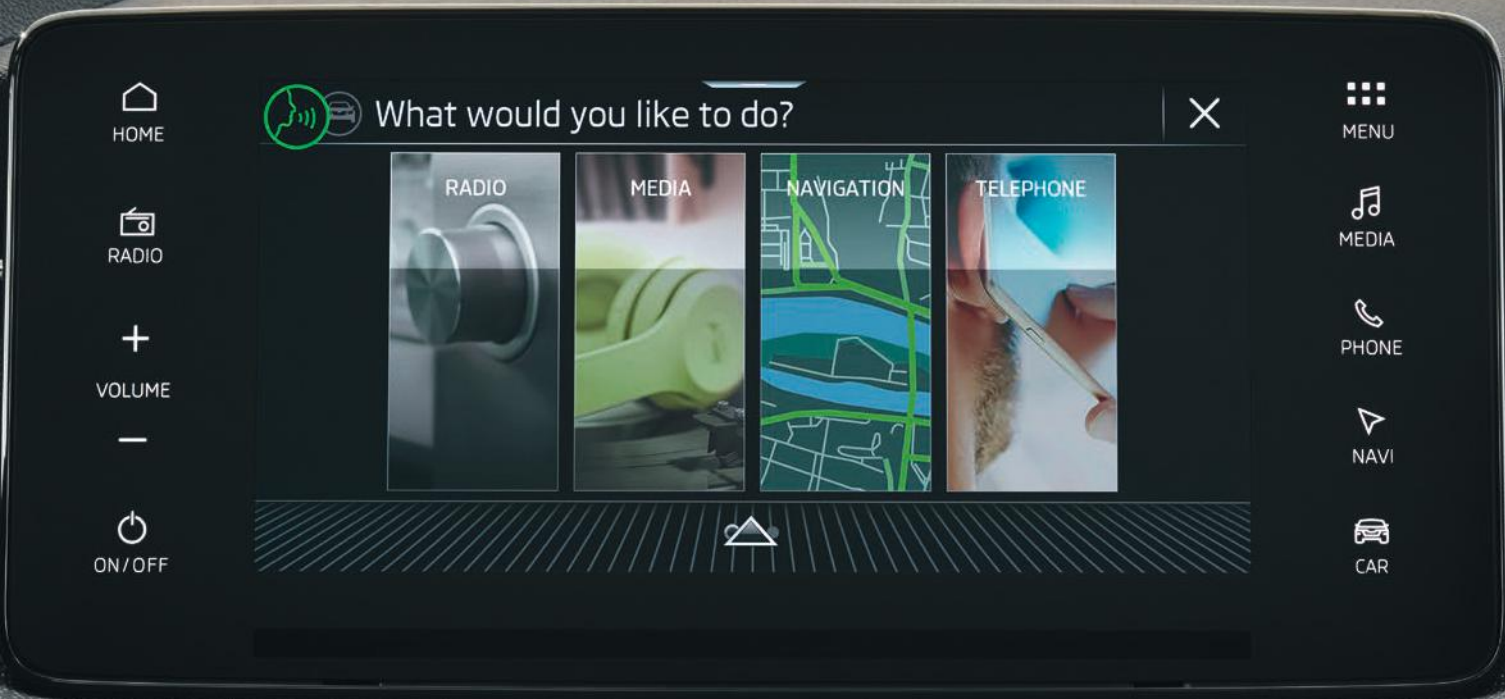 HOME
RADIO
VOLUME
ON/OFF
What would you like to do?
RADIO
MEDIA
NAVIGATION
TELEPHONE
MENU
MEDIA
PHONE
NAVI
CAR